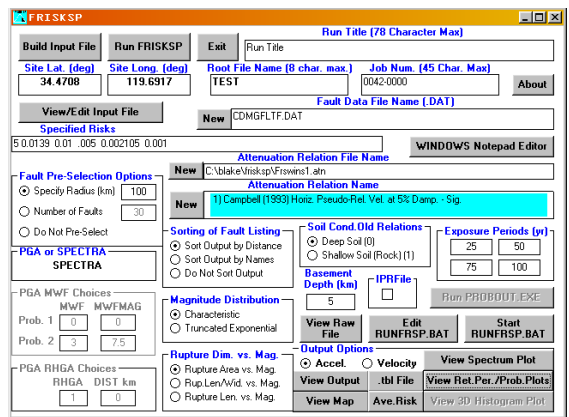 FRISKSP
Run Title (78 Character Max)
Build Input File
Run FRISKSP
Exit
Run Title
Site Lat. (deg)
Site Long. (deg)
Root File Name (8 char. max.)
Job Num. (45 Char. Max)
34.4708
119.6917
TEST
0042-0000
About
View/Edit Input File
Fault Data File Name (.DAT)
New
CDMGFLTF.DAT
Specified Risks
5 0.0139 0.01 .005 0.002105 0.001
WINDOWS Notepad Editor
Attenuation Relation File Name
New
C:\blake\frisksp\Frswins1.atn
Attenuation Relation Name
New
1) Campbell (1993) Horiz. Pseudo-Rel. Vel. at 5% Damp. - Sig.
Fault Pre-Selection Options
Specify Radius (km)
100
Number of Faults
30
Do Not Pre-Select
PGA or SPECTRA
SPECTRA
PGA MWF Choices
MWF MWFMAG
Prob. 1 0 0
Prob. 2 3 7.5
PGA RHGA Choices
RHGA DIST km
1 0
Sorting of Fault Listing
Sort Output by Distance
Sort Output by Names
Do Not Sort Output
Magnitude Distribution
Characteristic
Truncated Exponential
Rupture Dim. vs. Mag.
Rupture Area vs. Mag.
Rup.Len/Wid. vs. Mag.
Rupture Len. vs. Mag.
Soil Cond.Old Relations
Deep Soil (0)
Shallow Soil (Rock) (1)
Basement Depth (km)
5
IPRFile
Exposure Periods (yr)
25 50
75 100
Run PROBOUT.EXE
View Raw File
Edit RUNFRSP.BAT
Start RUNFRSP.BAT
Output Options
Accel.
Velocity
View Spectrum Plot
View Output
.tbl File
View Ret.Per./Prob.Plots
View Map
Ave.Risk
View 3D Histogram Plot